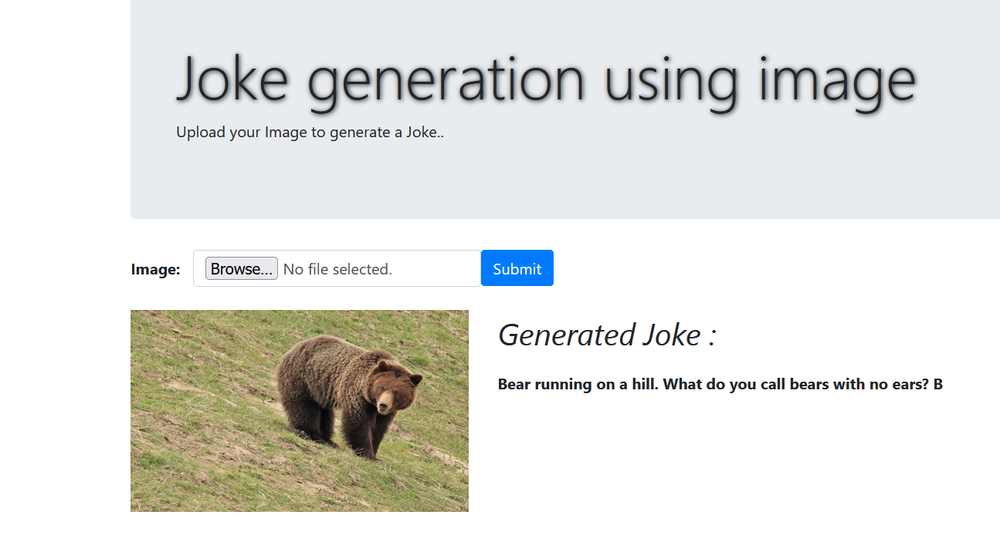 Joke generation using image
Upload your Image to generate a Joke..
Image: Browse... No file selected. Submit
Generated Joke :
Bear running on a hill. What do you call bears with no ears? B